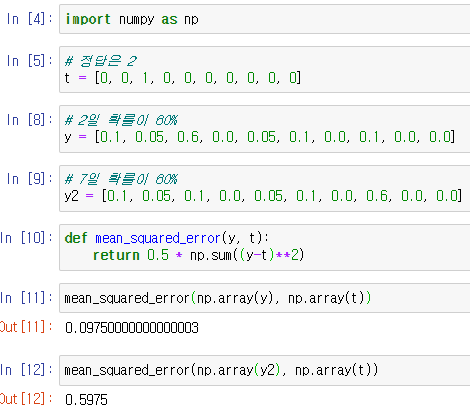 In [4]: import numpy as np
In [5]: # 정답은 2
t = [0, 0, 1, 0, 0, 0, 0, 0, 0, 0]
In [8]: # 2일 확률이 60%
y = [0.1, 0.05, 0.6, 0.0, 0.05, 0.1, 0.0, 0.1, 0.0, 0.0]
In [9]: # 7일 확률이 60%
y2 = [0.1, 0.05, 0.1, 0.0, 0.05, 0.1, 0.0, 0.6, 0.0, 0.0]
In [10]: def mean_squared_error(y, t):
return 0.5 * np.sum((y-t)**2)
In [11]: mean_squared_error(np.array(y), np.array(t))
Out[11]: 0.09750000000000003
In [12]: mean_squared_error(np.array(y2), np.array(t))
Out[12]: 0.5975